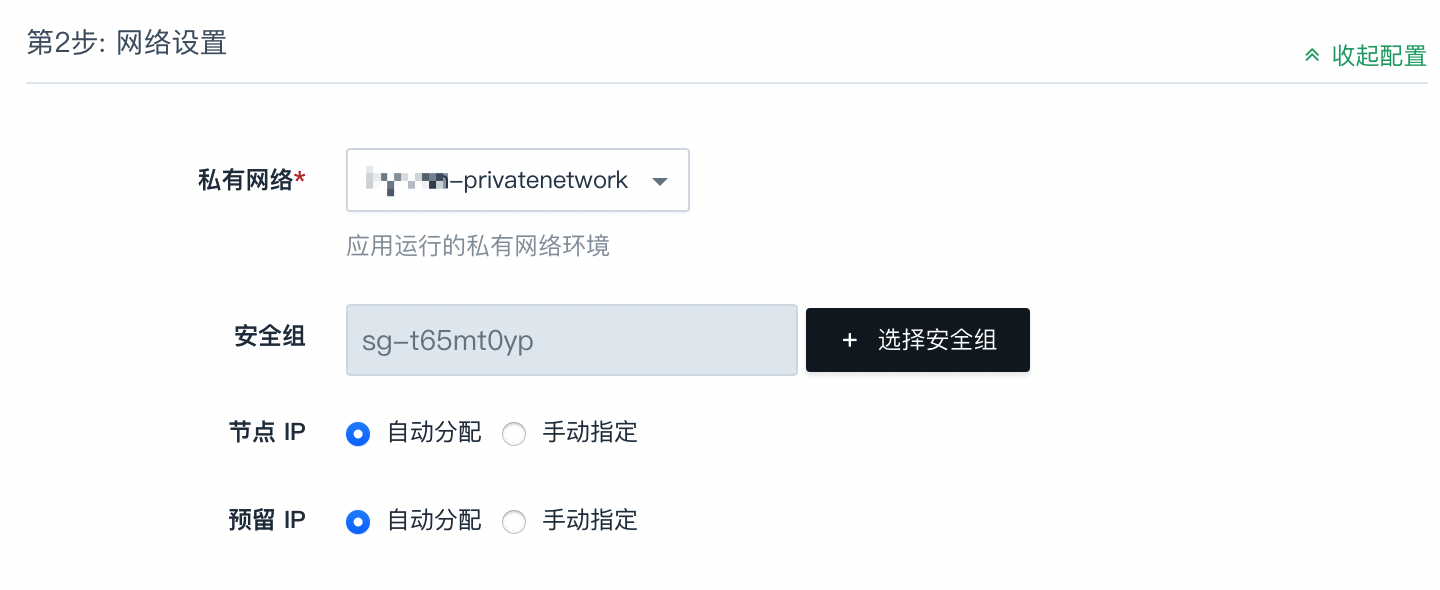 第2步: 网络设置
收起配置
私有网络*
-privatenetwork
应用运行的私有网络环境
安全组
sg-t65mt0yp
+ 选择安全组
节点 IP
自动分配 手动指定
预留 IP
自动分配 手动指定